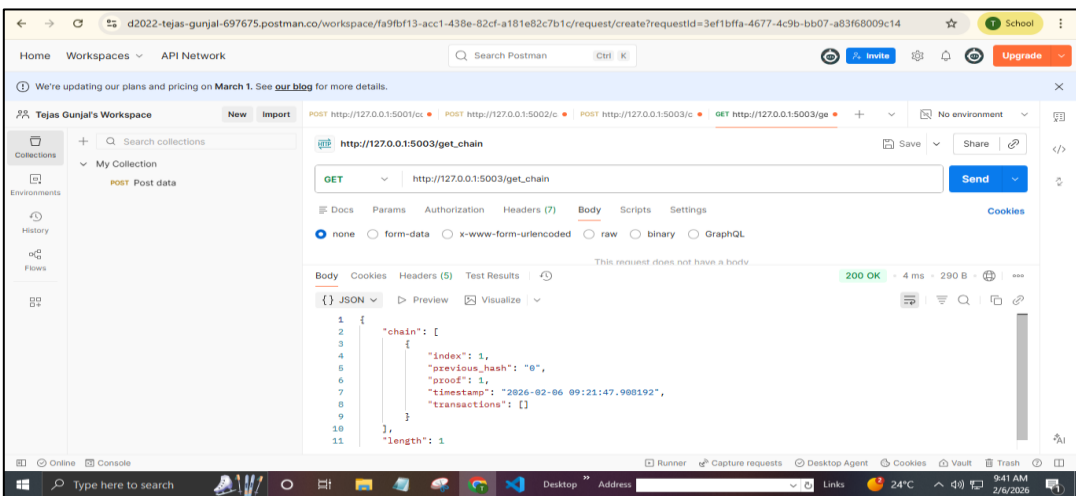 d2022-tejas-gunjal-697675.postman.co/workspace/fa9fbf13-acc1-438e-82cf-a181e82c7b1c/request/create?requestId=3ef1bffa-4677-4c9b-bb07-a83f68009c14 T School
Home Workspaces API Network Search Postman Ctrl K Invite Upgrade
We're updating our plans and pricing on March 1. See our blog for more details.
Tejas Gunjal's Workspace New Import POST http://127.0.0.1:5001/cc POST http://127.0.0.1:5002/c. POST http://127.0.0.1:5003/c GET http://127.0.0.1:5003/ge No environment
Collections Search collections HTTP http://127.0.0.1:5003/get_chain Save Share
My Collection
POST Post data GET http://127.0.0.1:5003/get_chain Send
Environments
Docs Params Authorization Headers (7) Body Scripts Settings Cookies
History
none form-data x-www-form-urlencoded raw binary GraphQL
Flows This request does not have a body
Body Cookies Headers (5) Test Results 200 OK 4 ms 290 B
{} JSON Preview Visualize
1 {
2 "chain": [
3 {
4 "index": 1,
5 "previous_hash": "0",
6 "proof": 1,
7 "timestamp": "2026-02-06 09:21:47.908192",
8 "transactions": []
9 }
10 ],
11 "length": 1
AI
Online Console Runner Capture requests Desktop Agent Cookies Vault Trash
Type here to search Desktop Address Links 24°C 9:41 AM
2/6/2026